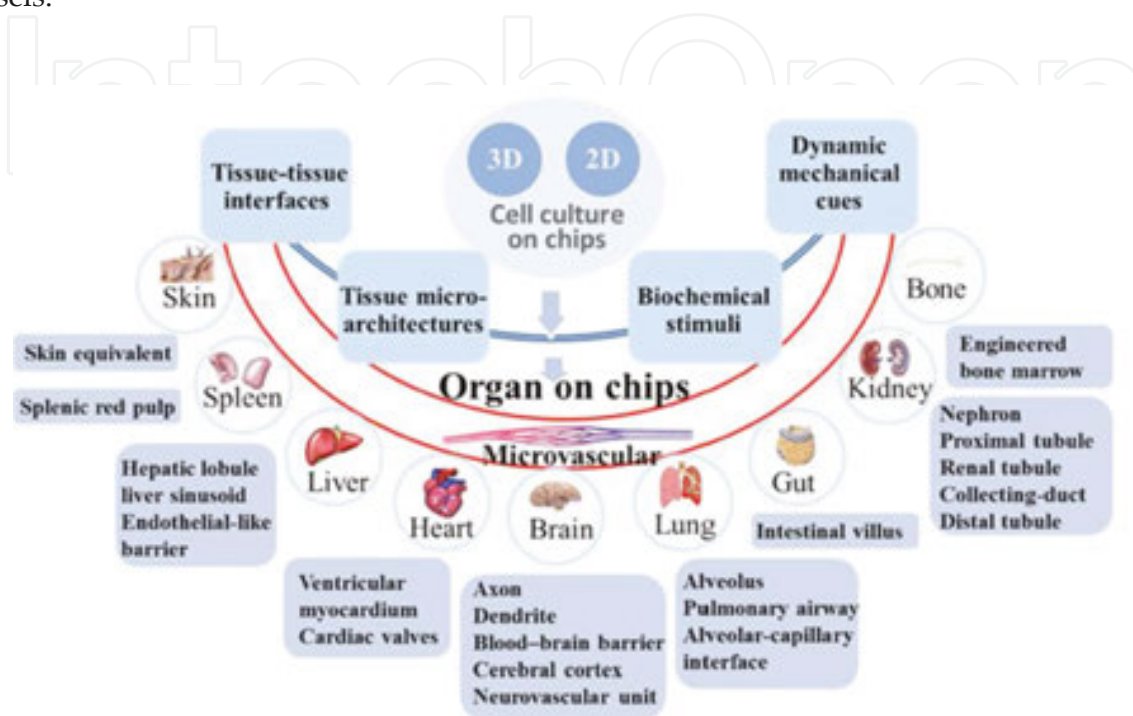 sels.
IntechOpen
3D
2D
Cell culture
on chips
Tissue-tissue
interfaces
Dynamic
mechanical
cues
Tissue micro-
architectures
Biochemical
stimuli
Organ on chips
Microvascular
Skin
Skin equivalent
Spleen
Splenic red pulp
Liver
Hepatic lobule
liver sinusoid
Endothelial-like
barrier
Heart
Ventricular
myocardium
Cardiac valves
Brain
Axon
Dendrite
Blood–brain barrier
Cerebral cortex
Neurovascular unit
Lung
Alveolus
Pulmonary airway
Alveolar-capillary
interface
Gut
Intestinal villus
Kidney
Nephron
Proximal tubule
Renal tubule
Collecting-duct
Distal tubule
Bone
Engineered
bone marrow